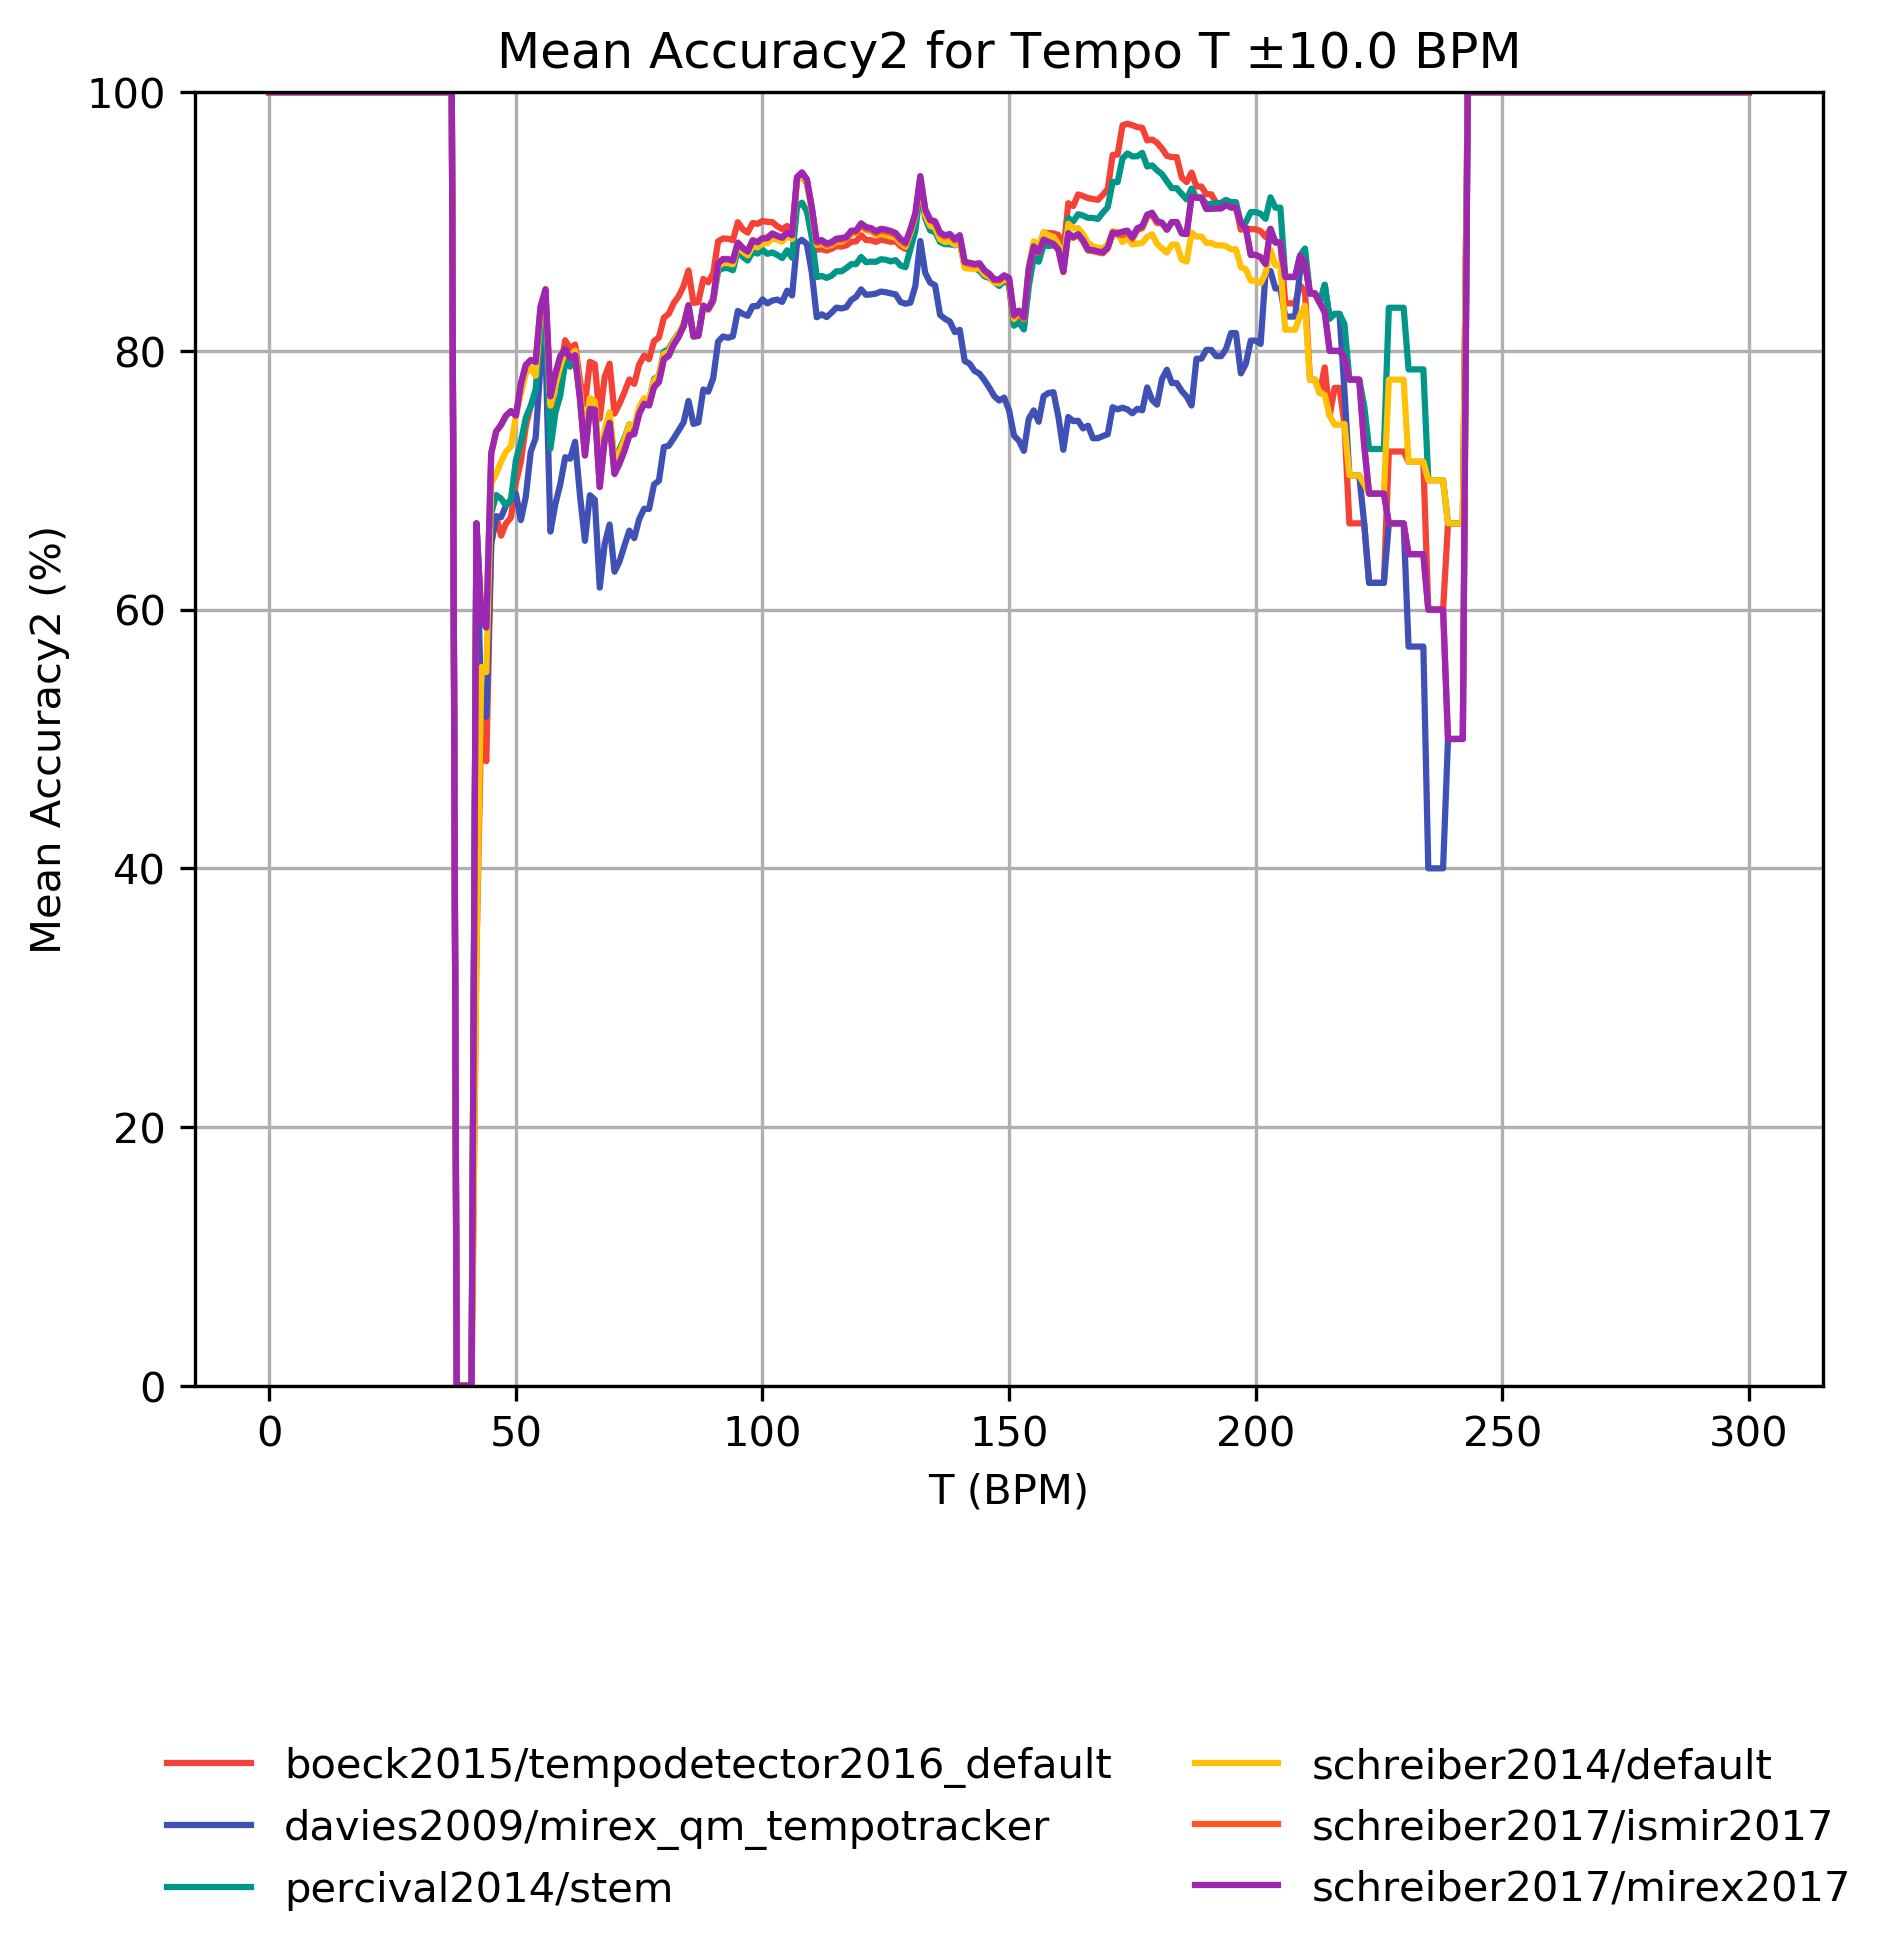 Mean Accuracy2 for Tempo T ±10.0 BPM
Mean Accuracy2 (%)
100
80
60
40
20
0
0 50 100 150 200 250 300
T (BPM)
boeck2015/tempodetector2016_default
davies2009/mirex_qm_tempotracker
percival2014/stem
schreiber2014/default
schreiber2017/ismir2017
schreiber2017/mirex2017